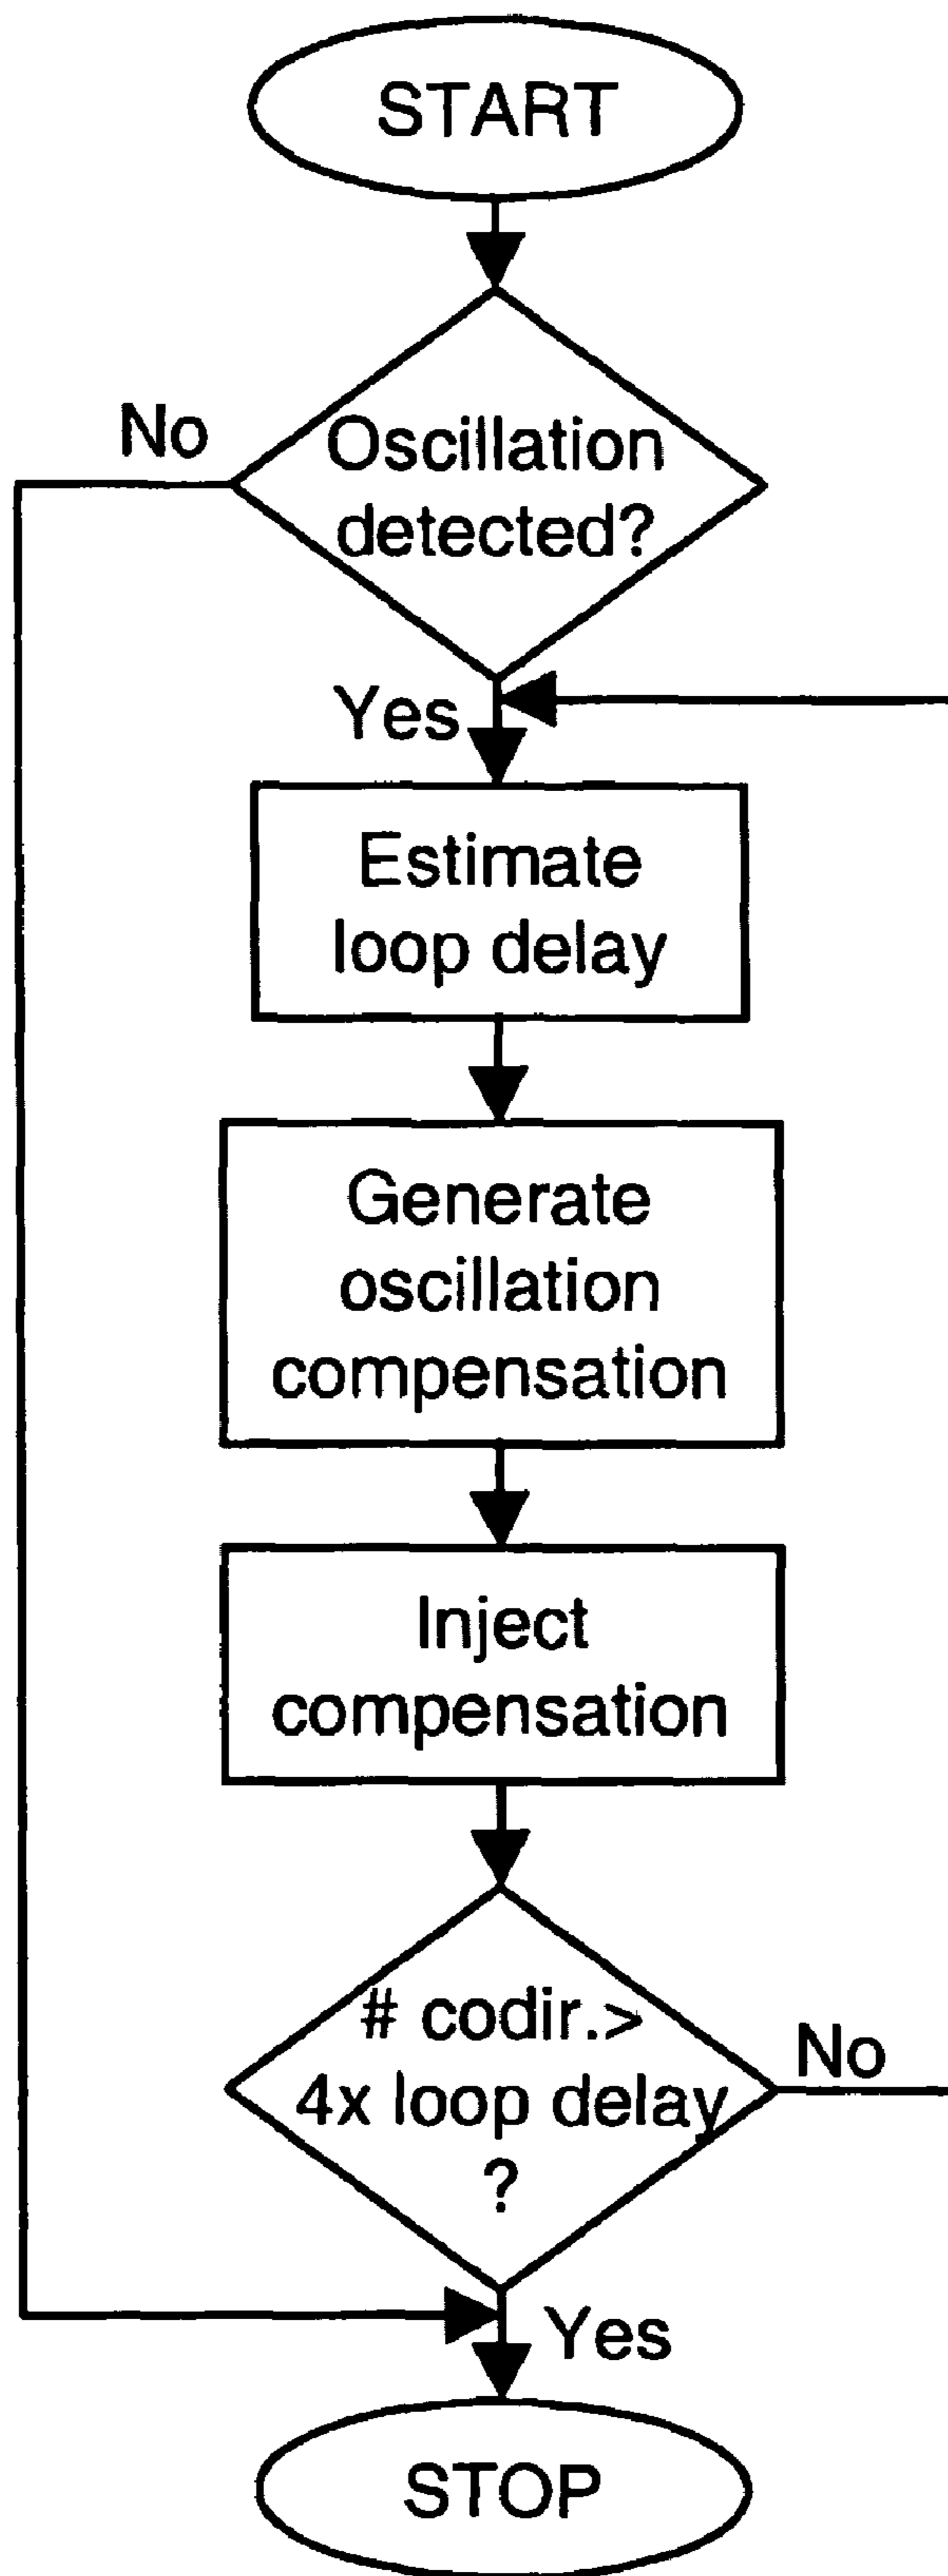 START
No
Oscillation
detected?
Yes
Estimate
loop delay
Generate
oscillation
compensation
Inject
compensation
# codir.>
4x loop delay
?
No
Yes
STOP